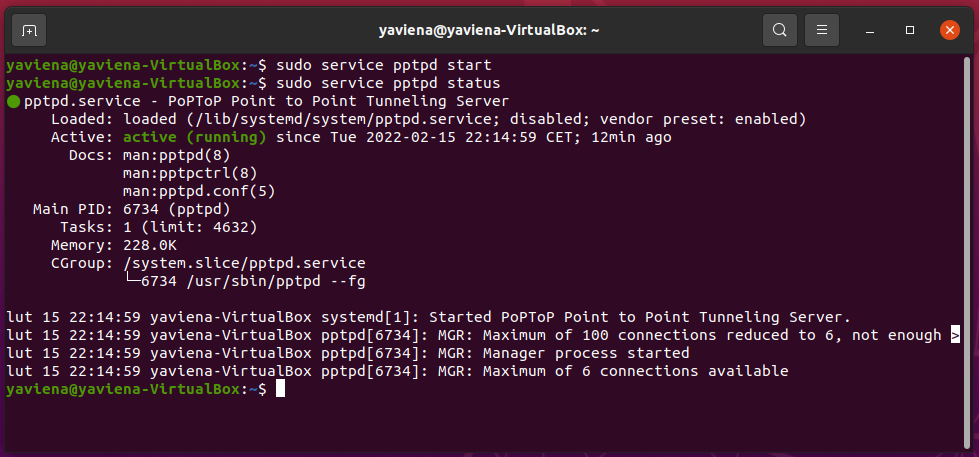 yaviena@yaviena-VirtualBox: ~
yaviena@yaviena-VirtualBox:~$ sudo service pptpd start
yaviena@yaviena-VirtualBox:~$ sudo service pptpd status
● pptpd.service - PoPToP Point to Point Tunneling Server
     Loaded: loaded (/lib/systemd/system/pptpd.service; disabled; vendor preset: enabled)
     Active: active (running) since Tue 2022-02-15 22:14:59 CET; 12min ago
       Docs: man:pptpd(8)
             man:pptpctrl(8)
             man:pptpd.conf(5)
   Main PID: 6734 (pptpd)
      Tasks: 1 (limit: 4632)
     Memory: 228.0K
     CGroup: /system.slice/pptpd.service
             └─6734 /usr/sbin/pptpd --fg
lut 15 22:14:59 yaviena-VirtualBox systemd[1]: Started PoPToP Point to Point Tunneling Server.
lut 15 22:14:59 yaviena-VirtualBox pptpd[6734]: MGR: Maximum of 100 connections reduced to 6, not enough >
lut 15 22:14:59 yaviena-VirtualBox pptpd[6734]: MGR: Manager process started
lut 15 22:14:59 yaviena-VirtualBox pptpd[6734]: MGR: Maximum of 6 connections available
yaviena@yaviena-VirtualBox:~$